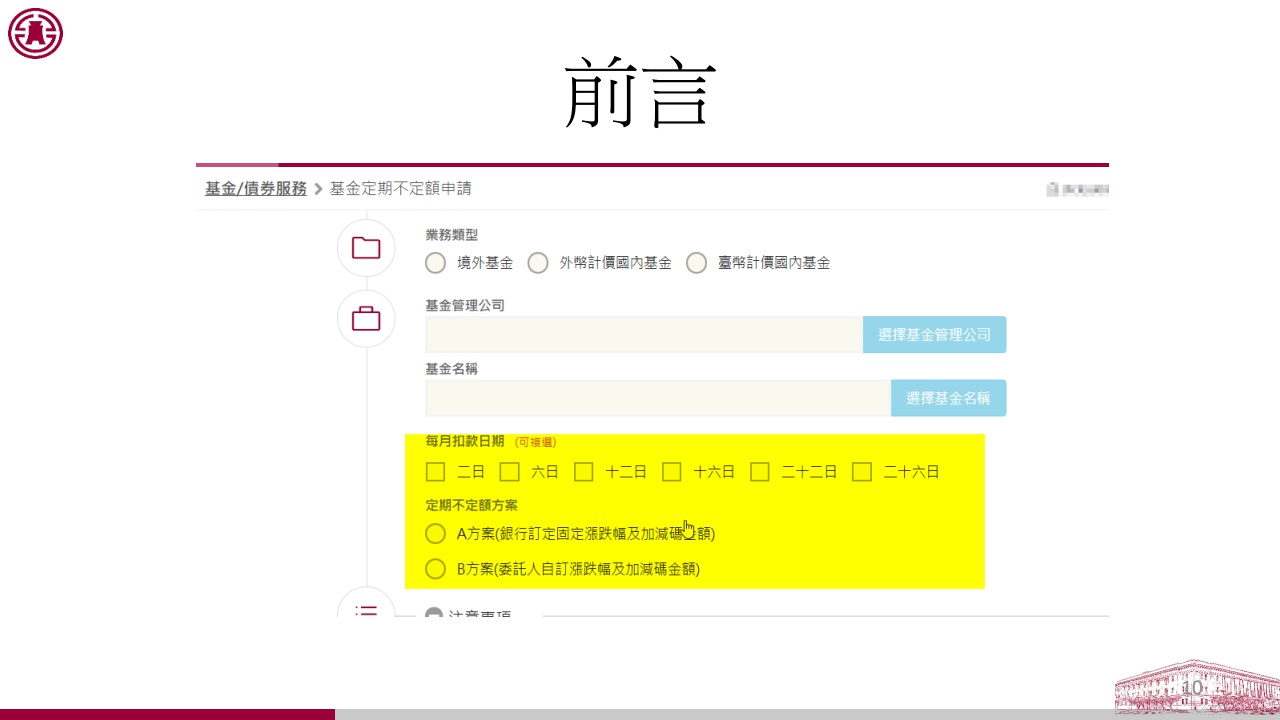 前言
基金/債券服務 > 基金定期不定額申請
業務類型
境外基金 外幣計價國內基金 臺幣計價國內基金
基金管理公司
選擇基金管理公司
基金名稱
選擇基金名稱
每月扣款日期 (可複選)
二日 六日 十二日 十六日 二十二日 二十六日
定期不定額方案
A方案(銀行訂定固定漲跌幅及加減碼金額)
B方案(委託人自訂漲跌幅及加減碼金額)
注意事項
10